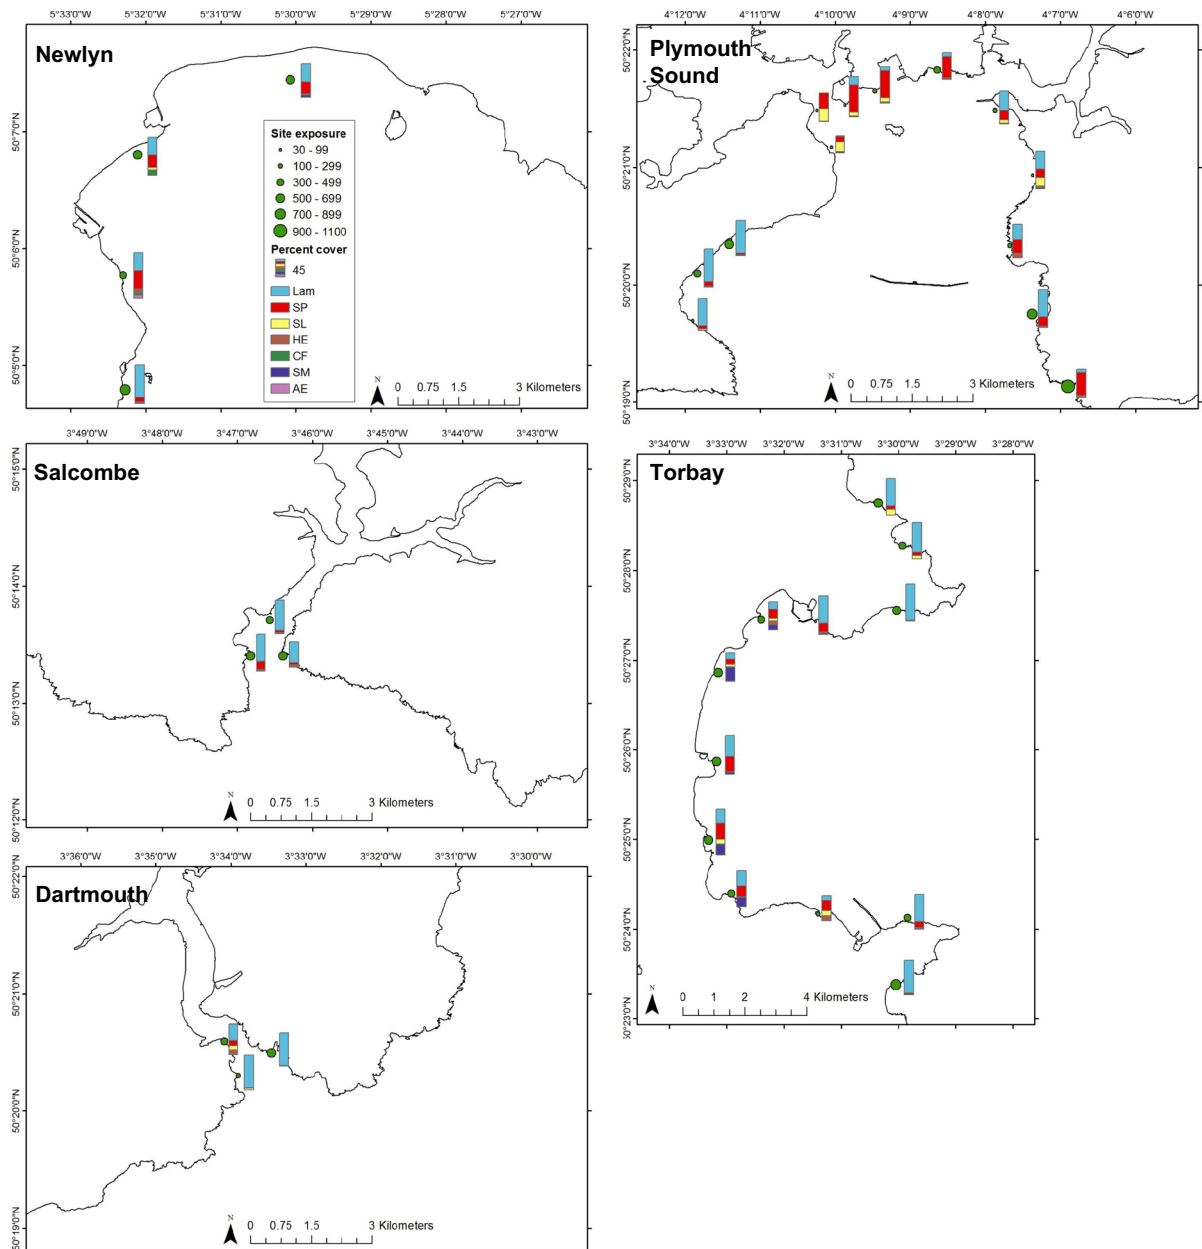 5°33'0"W 5°32'0"W 5°31'0"W 5°30'0"W 5°29'0"W 5°28'0"W 5°27'0"W
Newlyn
50°7'0"N
50°6'0"N
50°5'0"N
Site exposure
30 - 99
100 - 299
300 - 499
500 - 699
700 - 899
900 - 1100
Percent cover
45
Lam
SP
SL
HE
CF
SM
AE
N
0 0.75 1.5 3 Kilometers
4°12'0"W 4°11'0"W 4°10'0"W 4°9'0"W 4°8'0"W 4°7'0"W 4°6'0"W
Plymouth
Sound
50°22'0"N
50°21'0"N
50°20'0"N
50°19'0"N
N
0 0.75 1.5 3 Kilometers
3°49'0"W 3°48'0"W 3°47'0"W 3°46'0"W 3°45'0"W 3°44'0"W 3°43'0"W
Salcombe
50°15'0"N
50°14'0"N
50°13'0"N
50°12'0"N
N
0 0.75 1.5 3 Kilometers
3°34'0"W 3°33'0"W 3°32'0"W 3°31'0"W 3°30'0"W 3°29'0"W 3°28'0"W
Torbay
50°29'0"N
50°28'0"N
50°27'0"N
50°26'0"N
50°25'0"N
50°24'0"N
50°23'0"N
N
0 1 2 4 Kilometers
3°36'0"W 3°35'0"W 3°34'0"W 3°33'0"W 3°32'0"W 3°31'0"W 3°30'0"W
Dartmouth
50°22'0"N
50°21'0"N
50°20'0"N
50°19'0"N
N
0 0.75 1.5 3 Kilometers